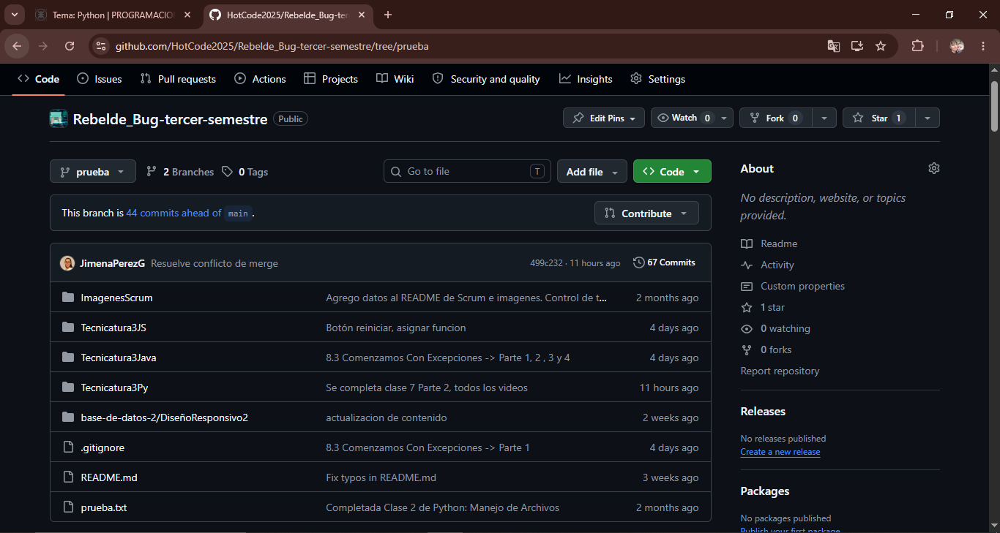 Tema: Python | PROGRAMACION
HotCode2025/Rebelde_Bug-ter
github.com/HotCode2025/Rebelde_Bug-tercer-semestre/tree/prueba
Code Issues Pull requests Actions Projects Wiki Security and quality Insights Settings
Rebelde_Bug-tercer-semestre Public Edit Pins Watch 0 Fork 0 Star 1
prueba 2 Branches 0 Tags Go to file T Add file Code
This branch is 44 commits ahead of main . Contribute
JimenaPerezG Resuelve conflicto de merge 499c232 · 11 hours ago 67 Commits
ImagenesScrum Agrego datos al README de Scrum e imagenes. Control de t... 2 months ago
Tecnicatura3JS Botón reiniciar, asignar funcion 4 days ago
Tecnicatura3Java 8.3 Comenzamos Con Excepciones -> Parte 1, 2 , 3 y 4 4 days ago
Tecnicatura3Py Se completa clase 7 Parte 2, todos los videos 11 hours ago
base-de-datos-2/DiseñoResponsivo2 actualizacion de contenido 2 weeks ago
.gitignore 8.3 Comenzamos Con Excepciones -> Parte 1 4 days ago
README.md Fix typos in README.md 3 weeks ago
prueba.txt Completada Clase 2 de Python: Manejo de Archivos 2 months ago
About
No description, website, or topics
provided.
Readme
Activity
Custom properties
1 star
0 watching
0 forks
Report repository
Releases
No releases published
Create a new release
Packages
No packages published
Publish your first package